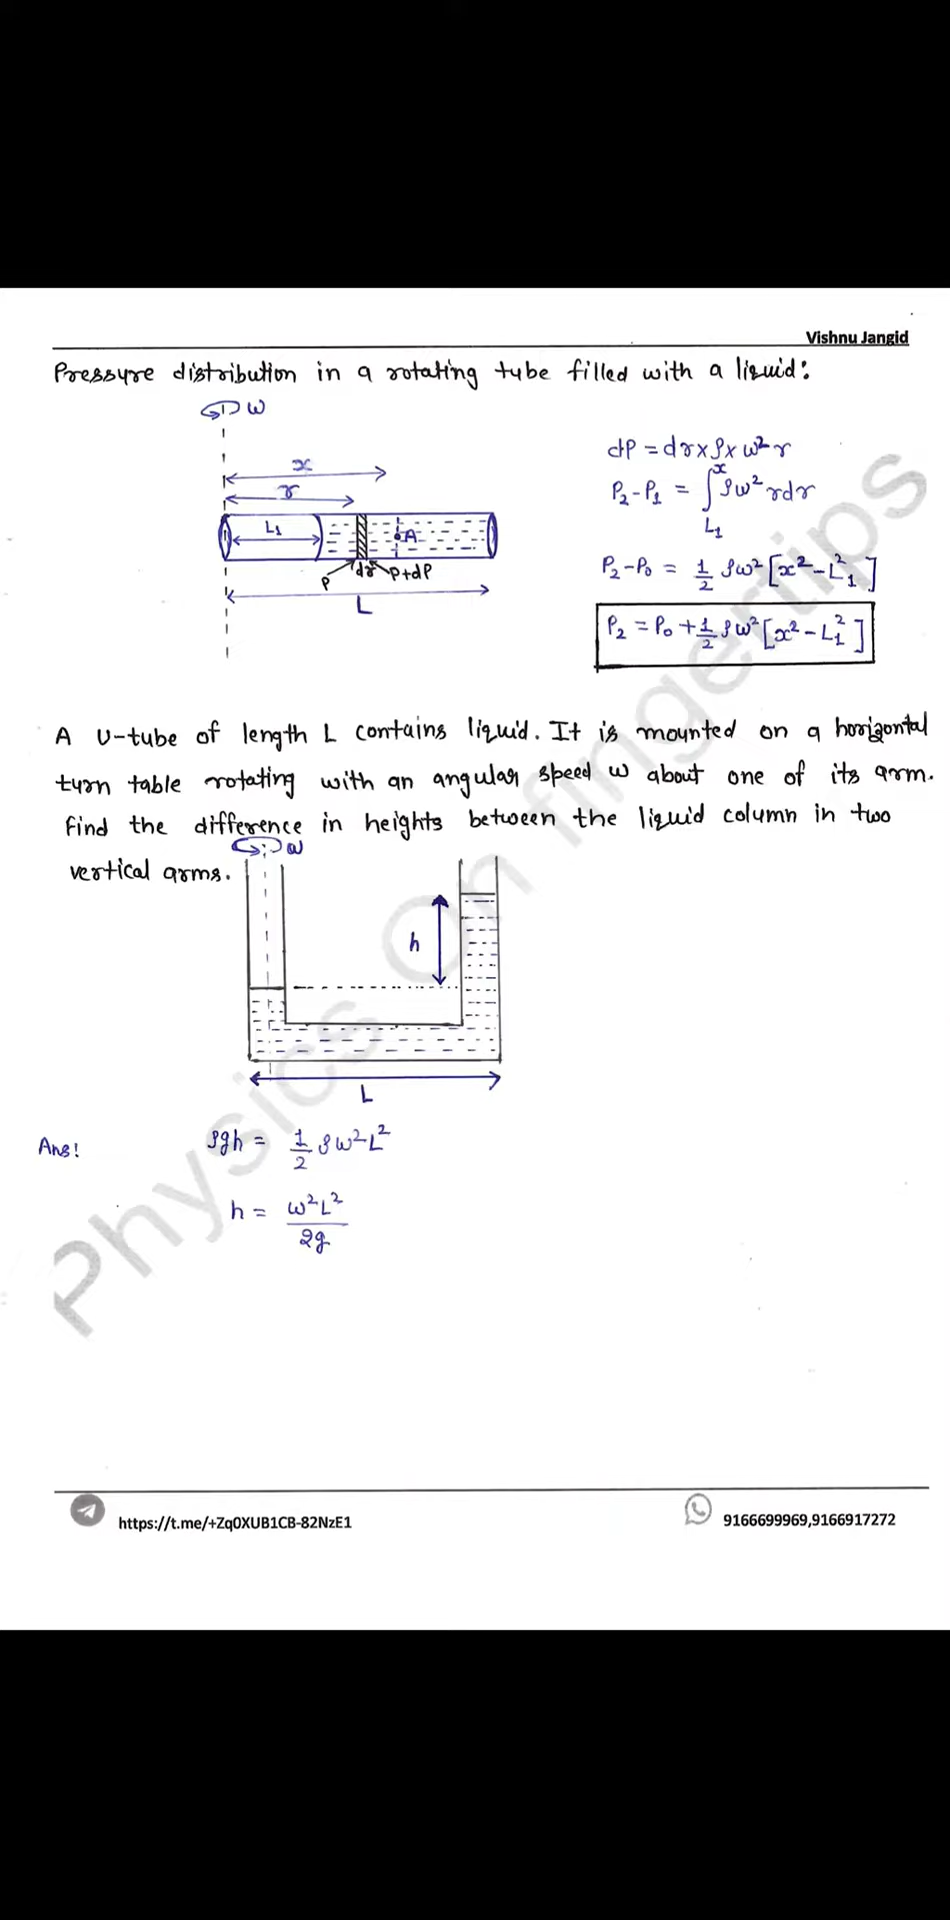 Vishnu Jangid
Pressure distribution in a rotating tube filled with a liquid:
ω
x
r
L₁
A
P
dr
P+dP
L
dP = dr x ρ x ω² r
P₂-P₁ = ∫_{L₁}^{x} ρω² rdr
P₂-P₀ = 1/2 ρω² [x² - L₁²]
P₂ = P₀ + 1/2 ρω² [x² - L₁²]
A U-tube of length L contains liquid. It is mounted on a horizontal
turn table rotating with an angular speed ω about one of its arm.
find the difference in heights between the liquid column in two
vertical arms.
ω
h
L
Ans!
ρgh = 1/2 ρω²L²
h = ω²L²/2g
Physics On fingertips
https://t.me/+Zq0XUB1CB-82NzE1
9166699969,9166917272